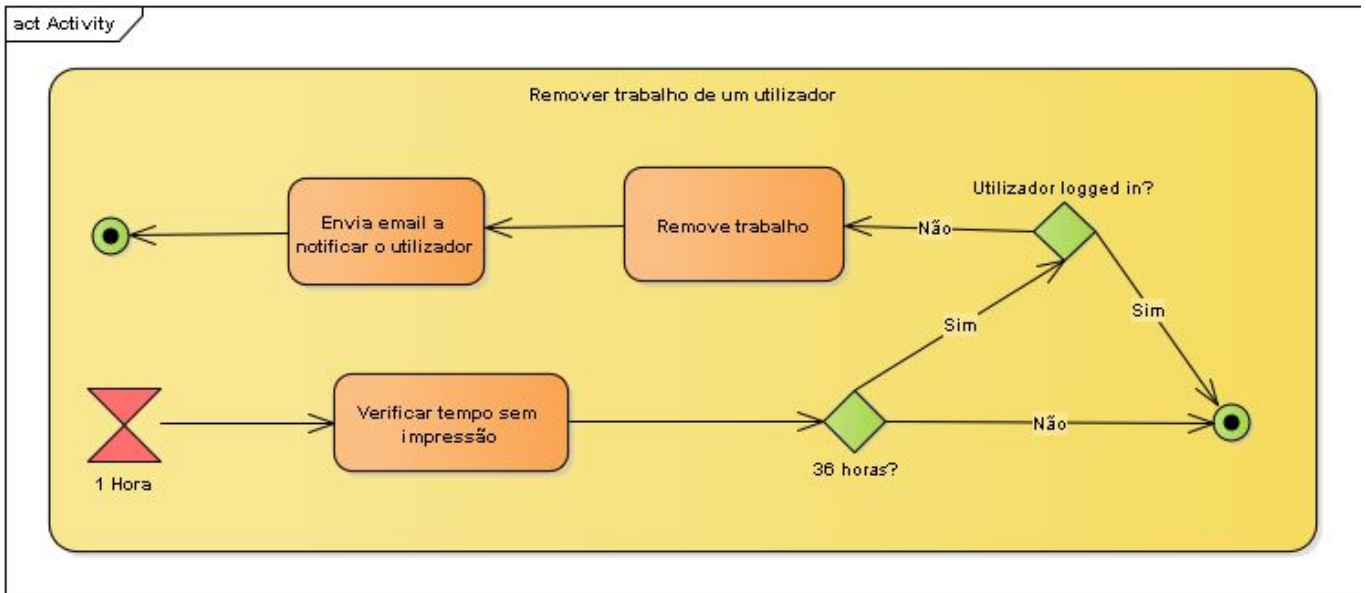 act Activity
Remover trabalho de um utilizador
Utilizador logged in?
Envia email a
notificar o utilizador
Remove trabalho
Não
Sim
Sim
Verificar tempo sem
impressão
Não
36 horas?
1 Hora